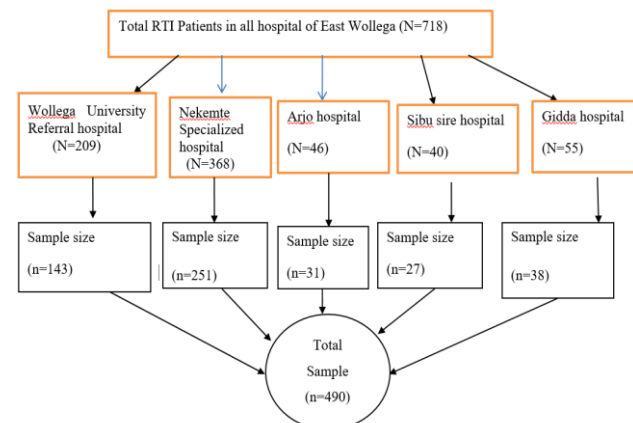 Total RTI Patients in all hospital of East Wollega (N=718)
Wollega University
Referral hospital
(N=209)
Nekemte
Specialized
hospital
(N=368)
Arjo hospital
(N=46)
Sibu sire hospital
(N=40)
Gidda hospital
(N=55)
Sample size
(n=143)
Sample size
(n=251)
Sample size
(n=31)
Sample size
(n=27)
Sample size
(n=38)
Total
Sample
(n=490)